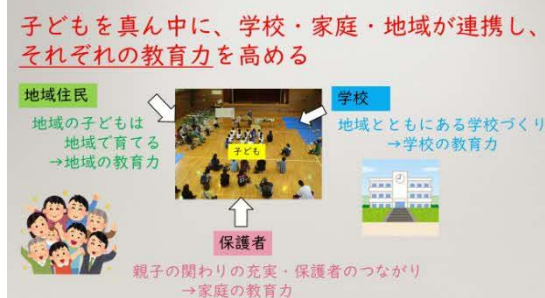 子どもを真ん中に、学校・家庭・地域が連携し、
それぞれの教育力を高める
地域住民
地域の子どもは
地域で育てる
→地域の教育力
子ども
学校
地域とともにある学校づくり
→学校の教育力
保護者
親子の関わりの充実・保護者のつながり
→家庭の教育力